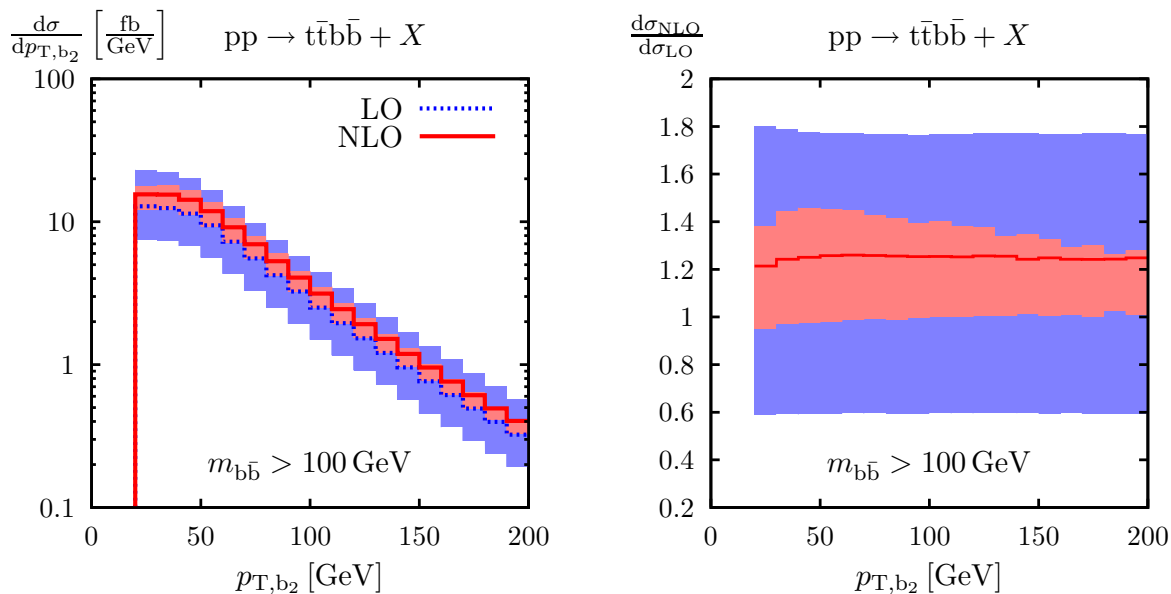 dσ/dp_T,b₂ [fb/GeV] pp → tt̄bb̄ + X
100
10
1
0.1
LO
NLO
m_bb̄ > 100 GeV
0 50 100 150 200
p_T,b₂ [GeV]
dσ_NLO/dσ_LO pp → tt̄bb̄ + X
2
1.8
1.6
1.4
1.2
1
0.8
0.6
0.4
0.2
m_bb̄ > 100 GeV
0 50 100 150 200
p_T,b₂ [GeV]